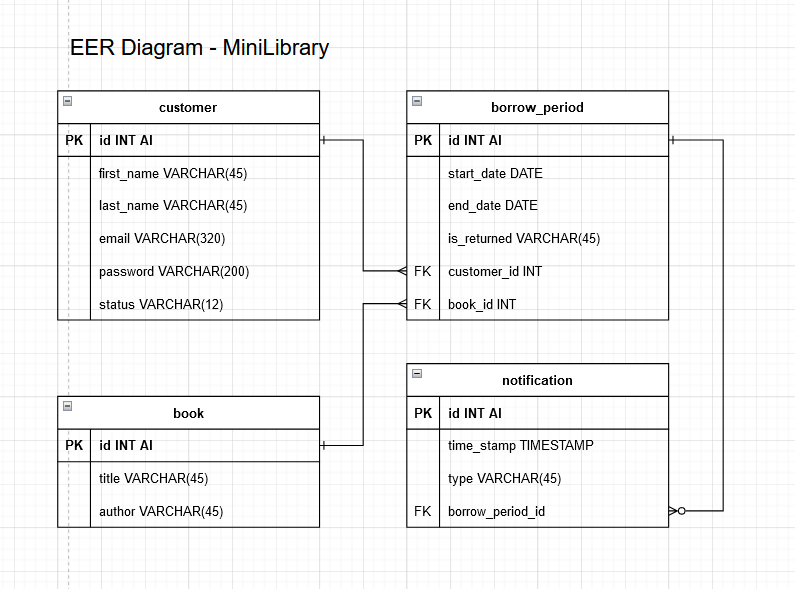 EER Diagram - MiniLibrary
customer
PK id INT AI
first_name VARCHAR(45)
last_name VARCHAR(45)
email VARCHAR(320)
password VARCHAR(200)
status VARCHAR(12)
borrow_period
PK id INT AI
start_date DATE
end_date DATE
is_returned VARCHAR(45)
FK customer_id INT
FK book_id INT
book
PK id INT AI
title VARCHAR(45)
author VARCHAR(45)
notification
PK id INT AI
time_stamp TIMESTAMP
type VARCHAR(45)
FK borrow_period_id